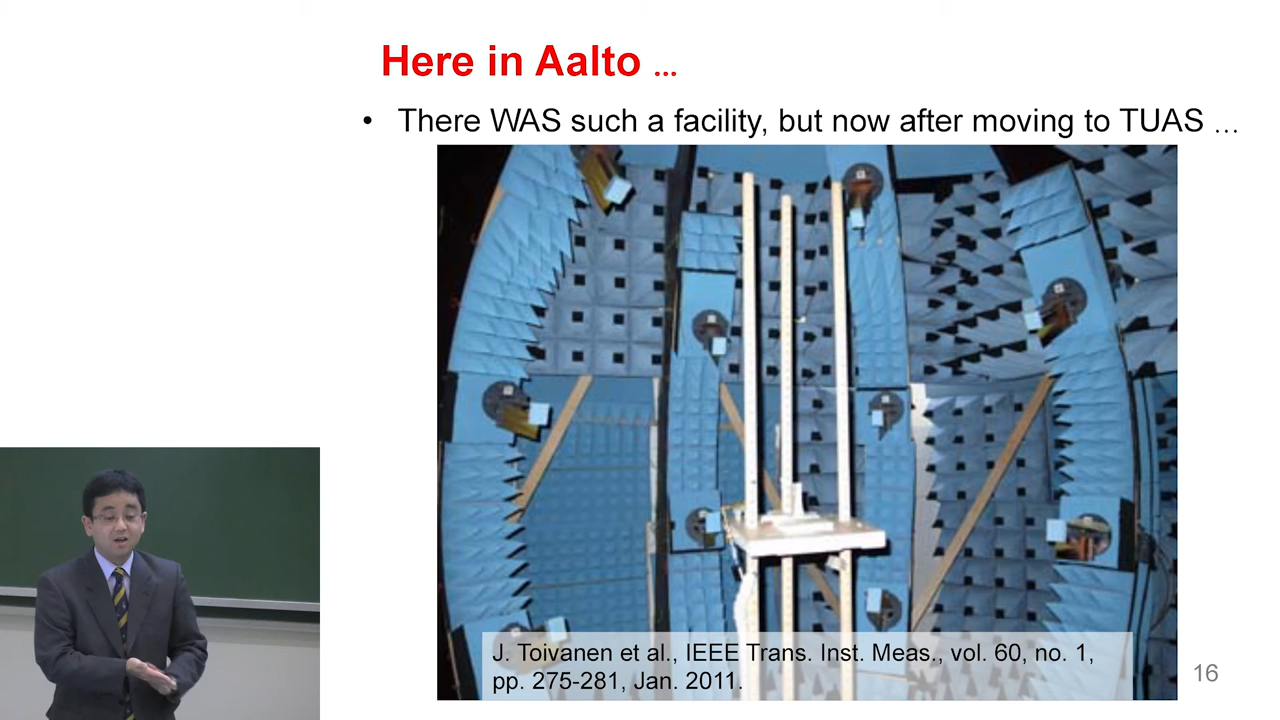 Here in Aalto ...
• There WAS such a facility, but now after moving to TUAS ...
J. Toivanen et al., IEEE Trans. Inst. Meas., vol. 60, no. 1,
pp. 275-281, Jan. 2011.
16